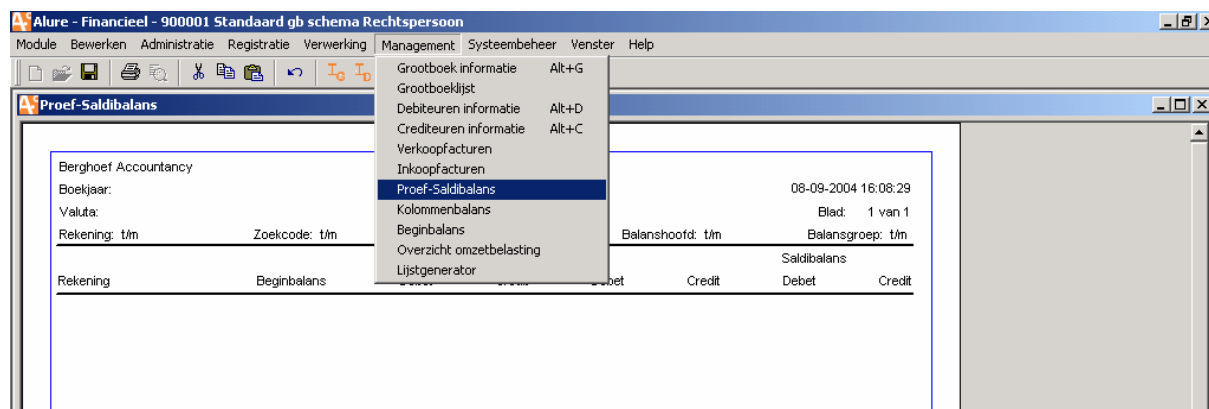 Alure - Financieel - 900001 Standaard gb schema Rechtspersoon
Module Bewerken Administratie Registratie Verwerking Management Systeembeheer Venster Help
Grootboek informatie Alt+G
Grootboeklijst
Debiteuren informatie Alt+D
Crediteuren informatie Alt+C
Verkoopfacturen
Inkoopfacturen
Proef-Saldibalans
Kolommenbalans
Beginbalans
Overzicht omzetbelasting
Lijstgenerator
Proef-Saldibalans
Berghoef Accountancy
Boekjaar: 08-09-2004 16:08:29
Valuta: Blad: 1 van 1
Rekening: t/m Zoekcode: t/m Balanshoofd: t/m Balansgroep: t/m
Saldibalans
Rekening Beginbalans Credit Debet Credit